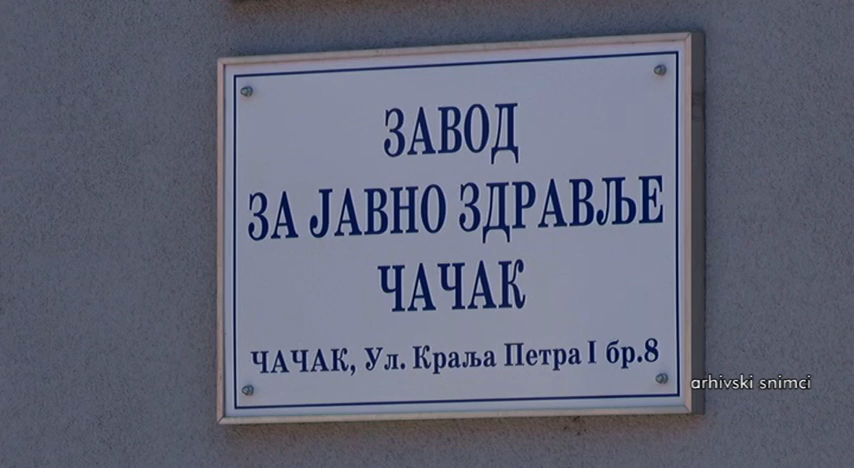 ЗАВОД
ЗА ЈАВНО ЗДРАВЉЕ
ЧАЧАК
ЧАЧАК, Ул. Краља Петра I бр.8
arhivski snimci